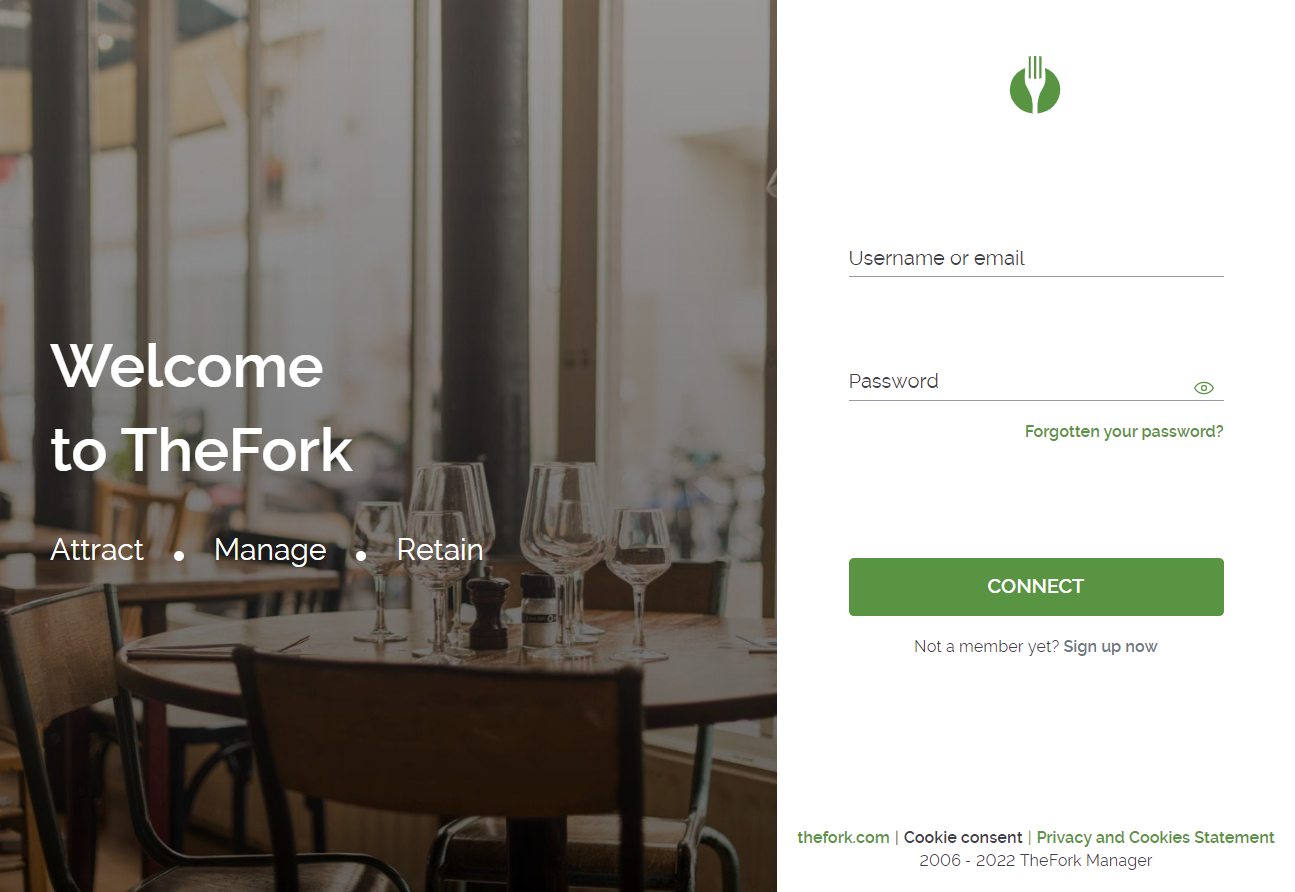 Welcome
to TheFork
Attract • Manage • Retain
Username or email
Password
Forgotten your password?
CONNECT
Not a member yet? Sign up now
thefork.com | Cookie consent | Privacy and Cookies Statement
2006 - 2022 TheFork Manager